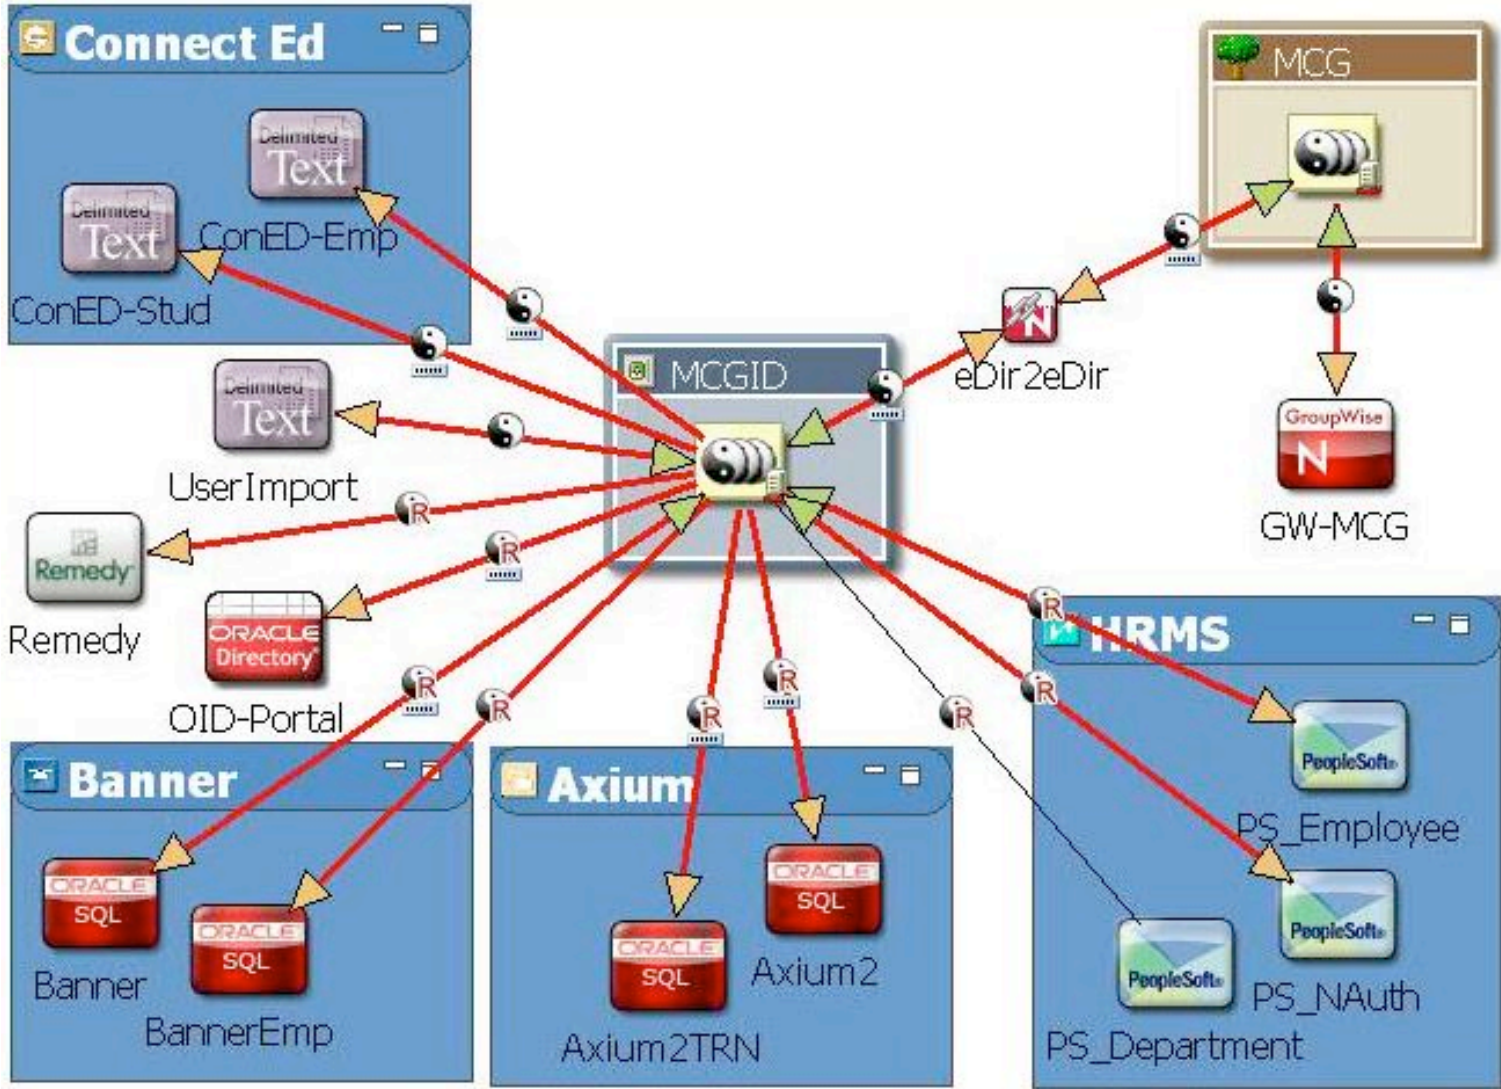 Connect Ed
MCG
Delimited
Text
ConED-Emp
Delimited
Text
ConED-Stud
N
eDir2eDir
MCGID
Delimited
Text
UserImport
GroupWise
N
GW-MCG
R
Remedy
Remedy
R
ORACLE
Directory
OID-Portal
R
HRMS
R
R
R
R
R
R
R
PeopleSoft
PS_Employee
Banner
Axium
ORACLE
SQL
Banner
ORACLE
SQL
BannerEmp
ORACLE
SQL
Axium2
ORACLE
SQL
Axium2TRN
PeopleSoft
PS_NAuth
PeopleSoft
PS_Department